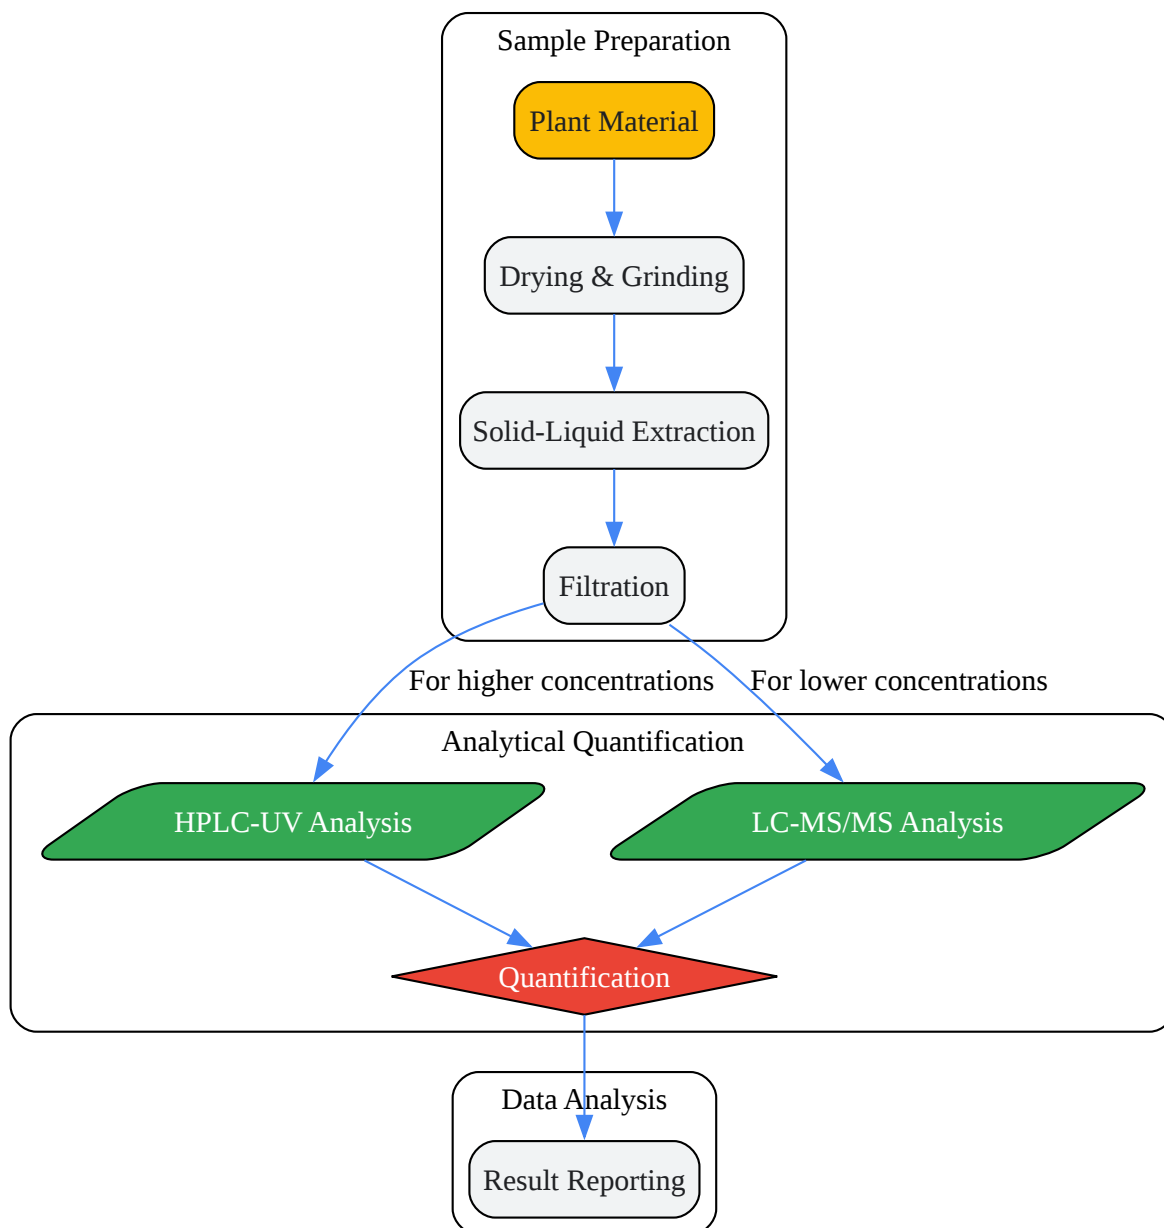 Sample Preparation
Plant Material
Drying & Grinding
Solid-Liquid Extraction
Filtration
For higher concentrations
For lower concentrations
Analytical Quantification
HPLC-UV Analysis
LC-MS/MS Analysis
Quantification
Data Analysis
Result Reporting